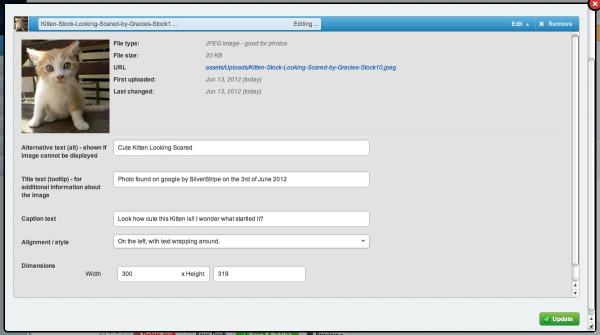 Kitten-Stock-Looking-Scared-by-Gracies-Stock1... Editing ... Edit Remove
File type: JPEG image - good for photos
File size: 20 KB
URL assets/Uploads/Kitten-Stock-Looking-Scared-by-Gracies-Stock10.jpeg
First uploaded: Jun 13, 2012 (today)
Last changed: Jun 13, 2012 (today)
Alternative text (alt) - shown if
image cannot be displayed
Cute Kitten Looking Scared
Title text (tooltip) - for
additional information about
the image
Photo found on google by SilverStripe on the 3rd of June 2012
Caption text
Look how cute this Kitten is!! I wonder what startled it?
Alignment / style
On the left, with text wrapping around.
Dimensions
Width 300 x Height 319
Update